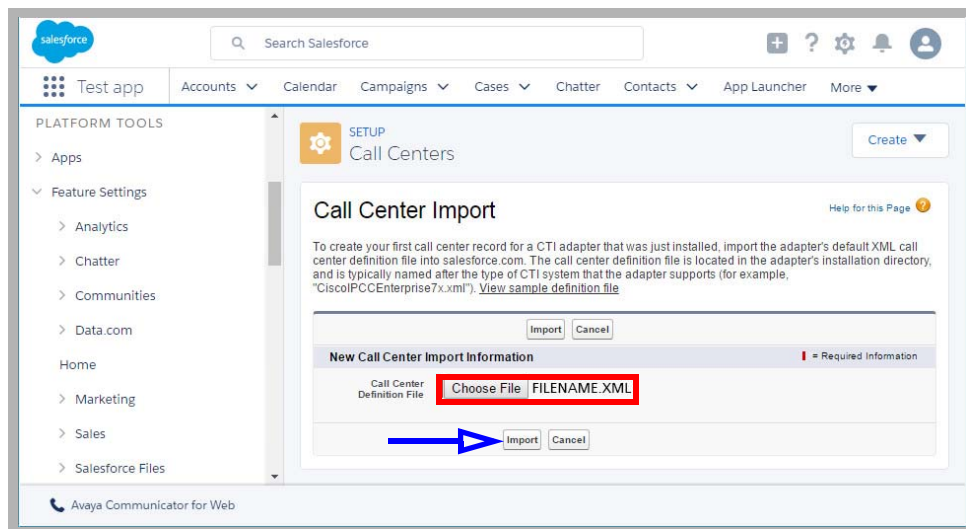 salesforce
Search Salesforce
Test app
Accounts
Calendar
Campaigns
Cases
Chatter
Contacts
App Launcher
More
PLATFORM TOOLS
Apps
Feature Settings
Analytics
Chatter
Communities
Data.com
Home
Marketing
Sales
Salesforce Files
SETUP
Call Centers
Create
Call Center Import
Help for this Page
To create your first call center record for a CTI adapter that was just installed, import the adapter's default XML call
center definition file into salesforce.com. The call center definition file is located in the adapter's installation directory,
and is typically named after the type of CTI system that the adapter supports (for example,
"CiscoIPCCEnterprise7x.xml"). View sample definition file
Import Cancel
New Call Center Import Information
= Required Information
Call Center
Definition File
Choose File FILENAME.XML
Import Cancel
Avaya Communicator for Web